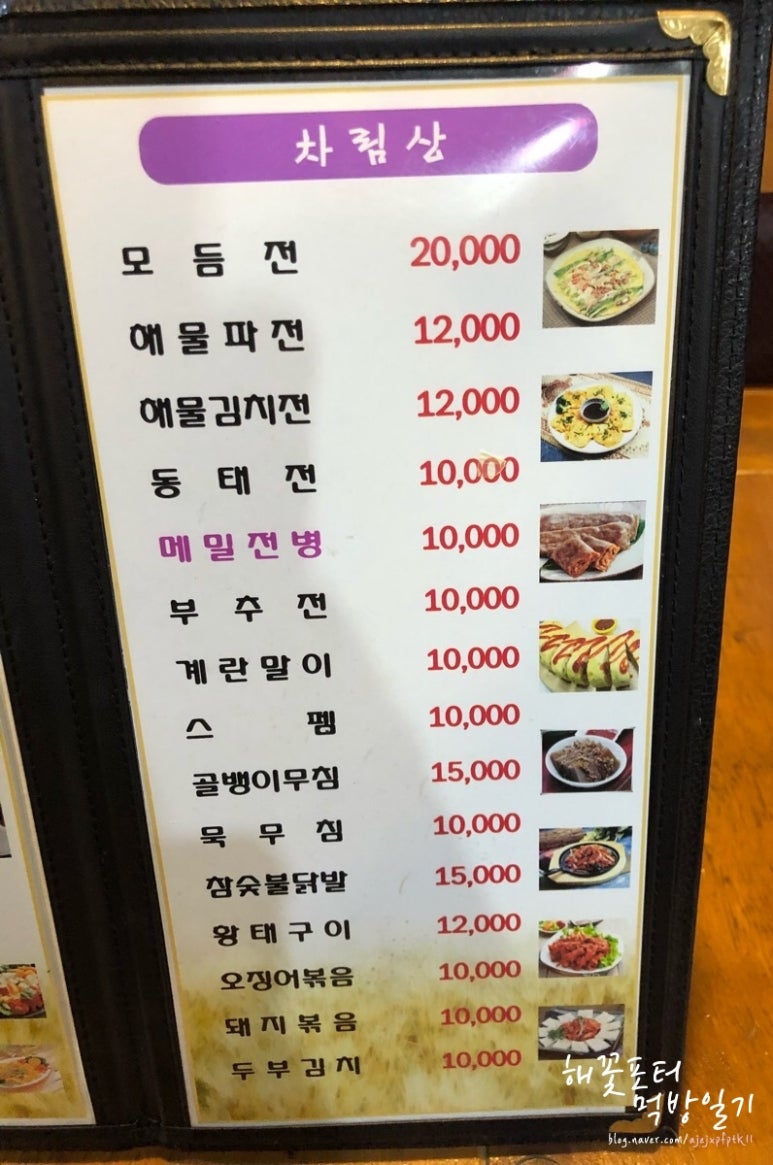 차림상
모듬전 20,000
해물파전 12,000
해물김치전 12,000
동태전 10,000
메밀전병 10,000
부추전 10,000
계란말이 10,000
스펨 10,000
골뱅이무침 15,000
묵무침 10,000
참숯불닭발 15,000
황태구이 12,000
오징어볶음 10,000
돼지볶음 10,000
두부김치 10,000
해꽃포터
먹방일기
blog.naver.com/ajejxpfptk11